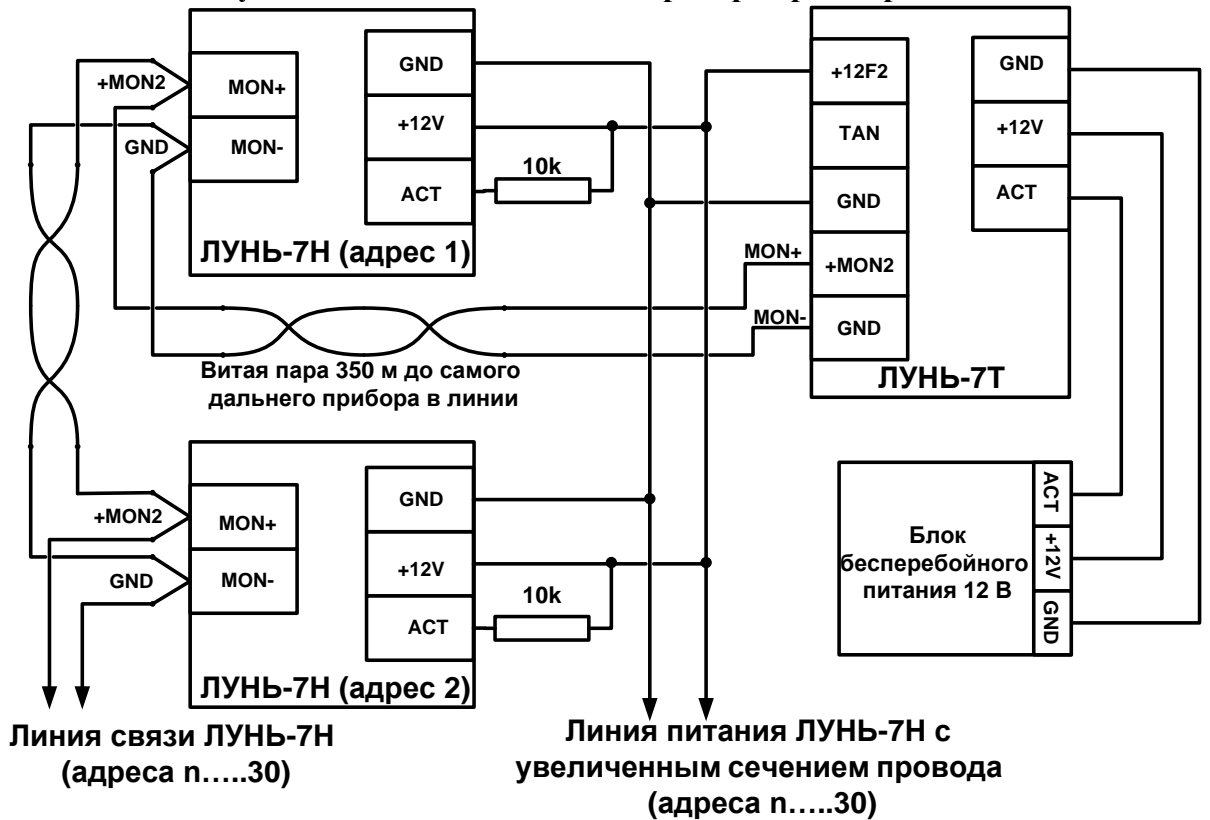 +MON2
GND
MON+
MON-
GND
+12V
ACT
10k
ЛУНЬ-7Н (адрес 1)
+12F2
TAN
GND
+MON2
GND
GND
+12V
ACT
MON+
MON-
ЛУНЬ-7Т
Витая пара 350 м до самого
дальнего прибора в линии
+MON2
GND
MON+
MON-
GND
+12V
ACT
10k
ЛУНЬ-7Н (адрес 2)
Блок
бесперебойного
питания 12 В
ACT
+12V
GND
Линия связи ЛУНЬ-7Н
(адреса n…..30)
Линия питания ЛУНЬ-7Н с
увеличенным сечением провода
(адреса n…..30)